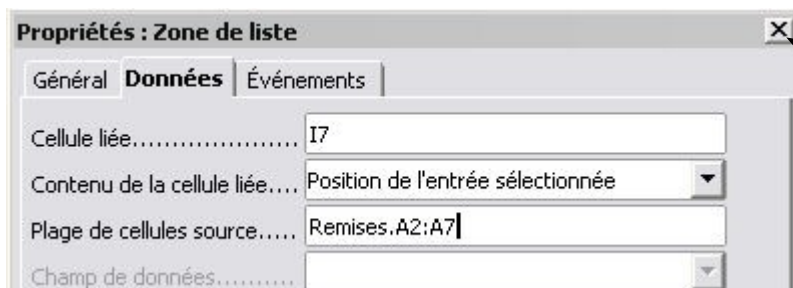 Propriétés : Zone de liste
Général Données Événements
Cellule liée..................... I7
Contenu de la cellule liée.... Position de l'entrée sélectionnée
Plage de cellules source..... Remises.A2:A7
Champ de données..........